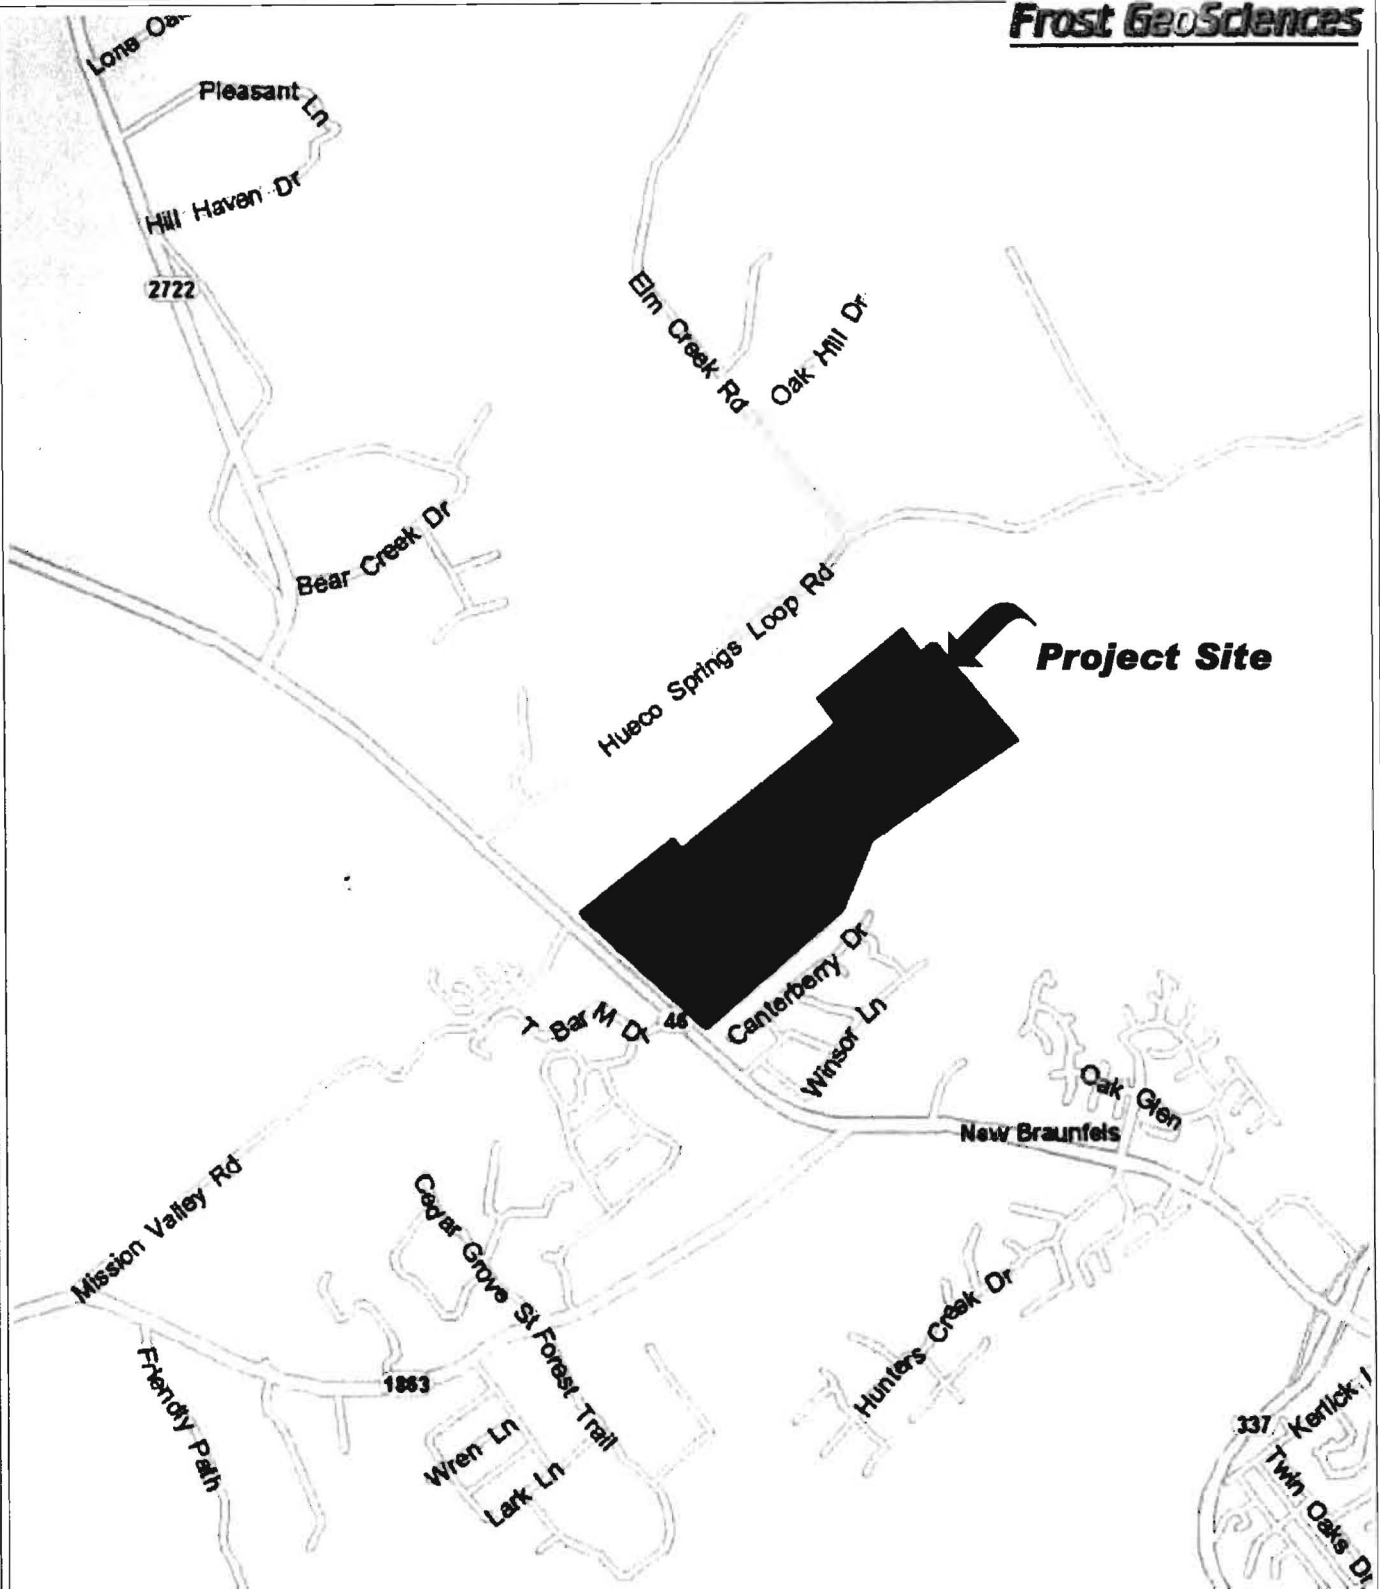 Frost GeoSciences
Pleasant Ln
Hill Haven Dr
2722
Elm Creek Rd
Oak Hill Dr
Bear Creek Dr
Hueco Springs Loop Rd
Project Site
Canterberry Dr
46
T Bar M Dr
Winsor Ln
Oak Glen
New Braunfels
Mission Valley Rd
Cedar Grove St
Forest Trail
Hunters Creek Dr
Friendly Path
1863
Wren Ln
Lark Ln
337
Kerlick
Twin Oaks Dr